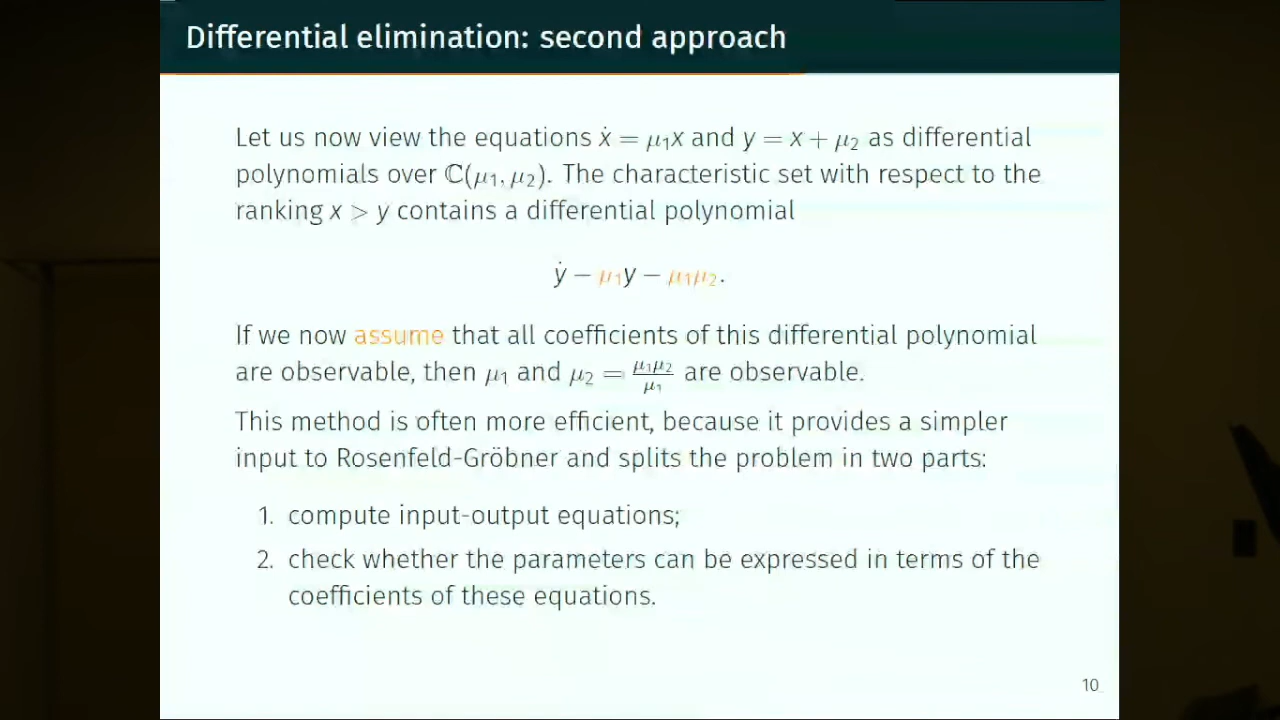 Differential elimination: second approach
Let us now view the equations ẋ = μ₁x and y = x + μ₂ as differential
polynomials over ℂ(μ₁, μ₂). The characteristic set with respect to the
ranking x > y contains a differential polynomial
ẏ − μ₁y − μ₁μ₂.
If we now assume that all coefficients of this differential polynomial
are observable, then μ₁ and μ₂ = μ₁μ₂/μ₁ are observable.
This method is often more efficient, because it provides a simpler
input to Rosenfeld-Gröbner and splits the problem in two parts:
1. compute input-output equations;
2. check whether the parameters can be expressed in terms of the
coefficients of these equations.
10